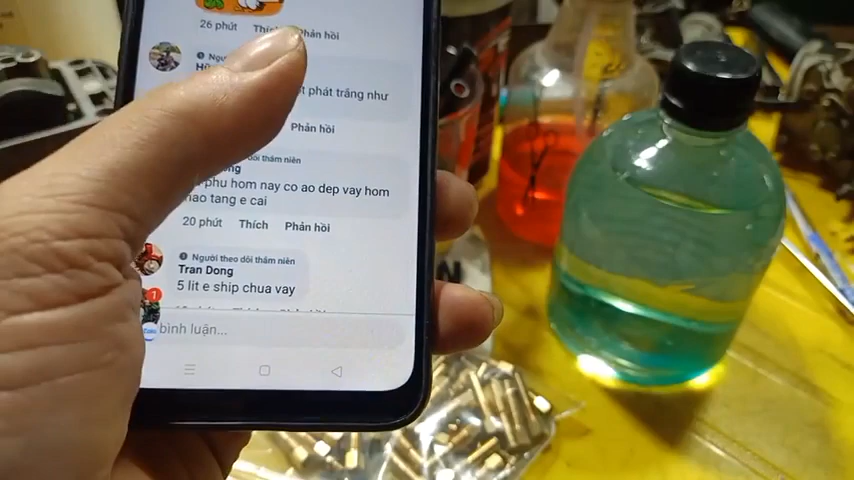 26 phút Thích Phản hồi
t phát trăng như
Phản hồi
dõi thâm niên
phu hom nay co ao dep vay hom
nao tang e cai
20 phút Thích Phản hồi
Người theo dõi thâm niên
Tran Dong
5 lit e ship chua vay
bình luận...